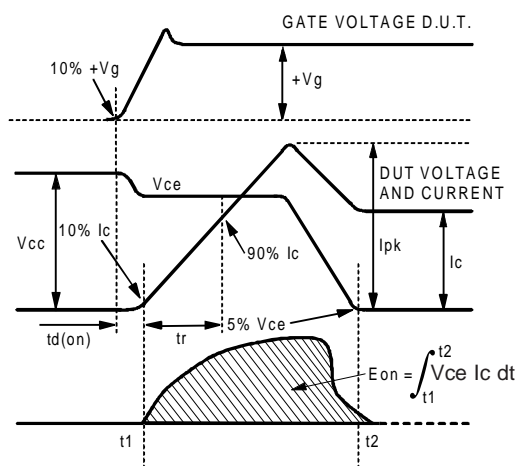 GATE VOLTAGE D.U.T.
10% +Vg
+Vg
Vce
DUT VOLTAGE
AND CURRENT
Vcc
10% Ic
90% Ic
Ipk
Ic
5% Vce
td(on)
tr
Eon = ∫ Vce Ic dt
t2
t1
t1
t2